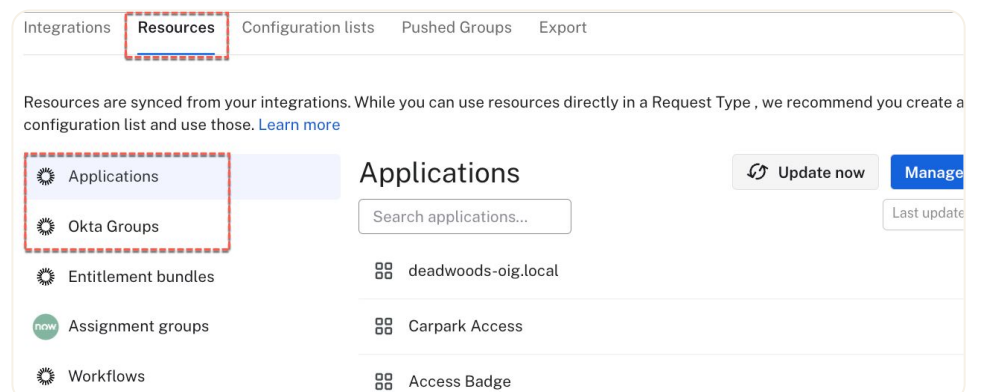 Integrations Resources Configuration lists Pushed Groups Export
Resources are synced from your integrations. While you can use resources directly in a Request Type , we recommend you create a
configuration list and use those. Learn more
Applications
Okta Groups
Entitlement bundles
now Assignment groups
Workflows
Applications
Update now
Manage
Search applications...
Last update
deadwoods-oig.local
Carpark Access
Access Badge